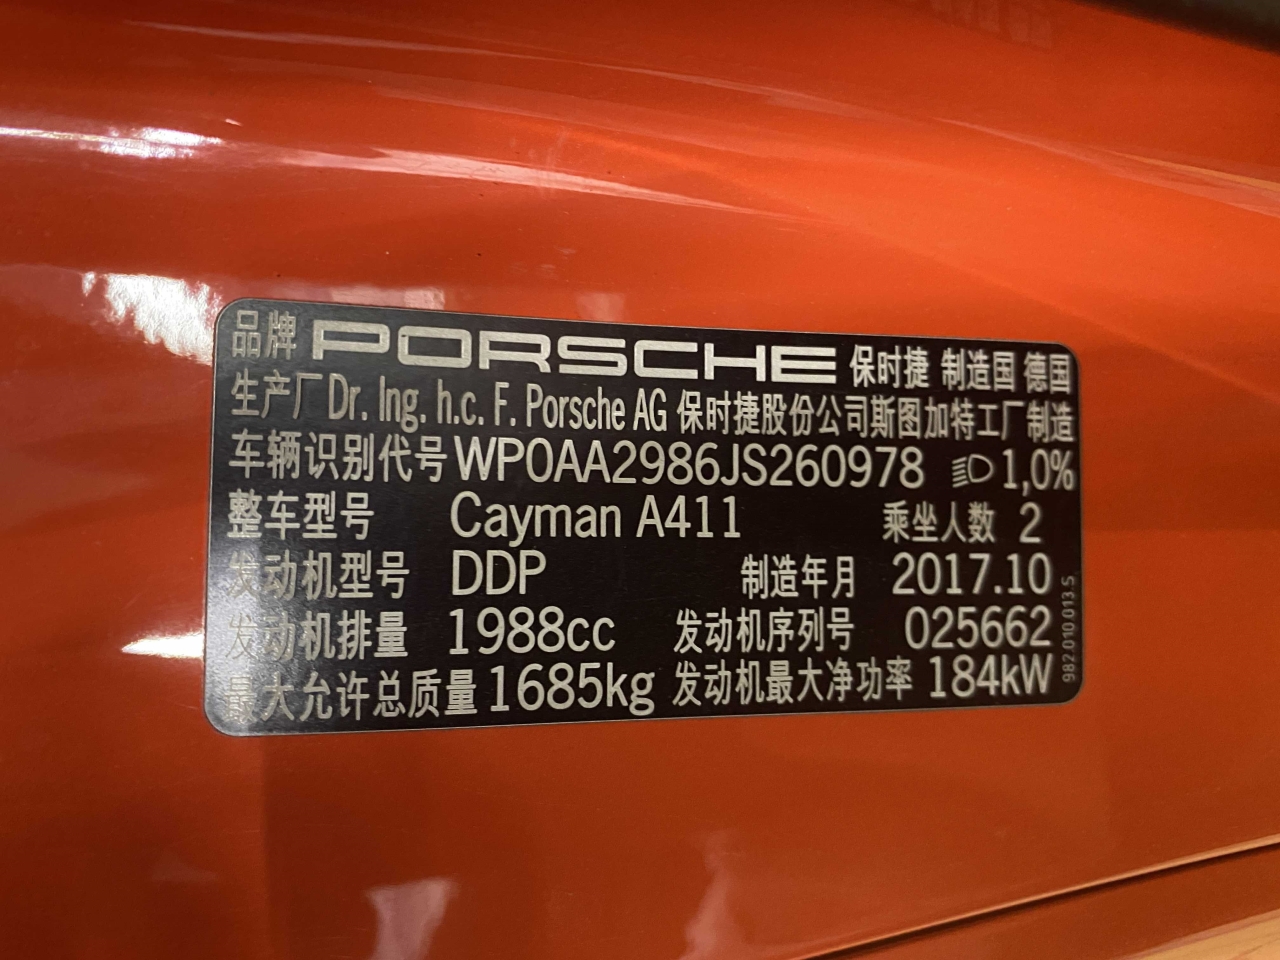 品牌 PORSCHE 保时捷 制造国 德国
生产厂 Dr. Ing. h.c. F. Porsche AG 保时捷股份公司斯图加特工厂制造
车辆识别代号 WP0AA2986JS260978 1,0%
整车型号 Cayman A411 乘坐人数 2
发动机型号 DDP 制造年月 2017.10
发动机排量 1988cc 发动机序列号 025662
最大允许总质量 1685kg 发动机最大净功率 184kW
982.010.013.S